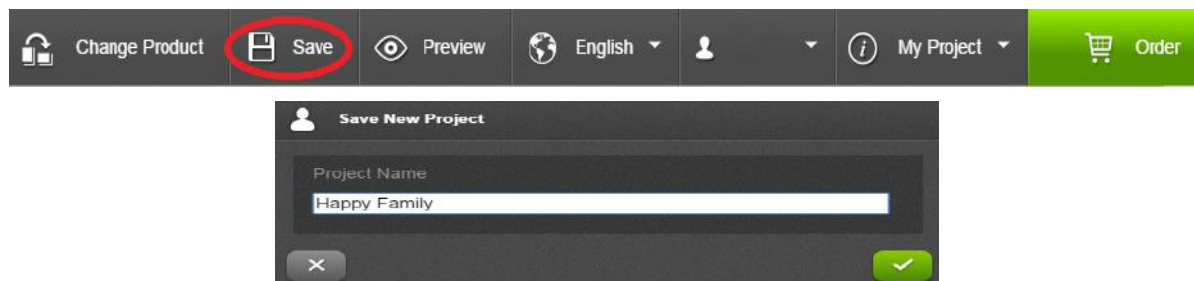 Change Product Save Preview English My Project Order
Save New Project
Project Name
Happy Family